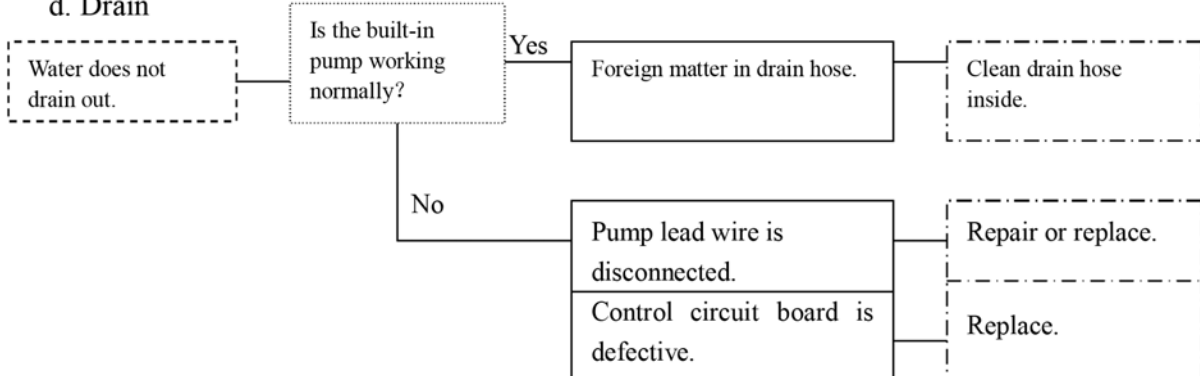 d. Drain
Water does not
drain out.
Is the built-in
pump working
normally?
Yes
Foreign matter in drain hose.
Clean drain hose
inside.
No
Pump lead wire is
disconnected.
Repair or replace.
Control circuit board is
defective.
Replace.